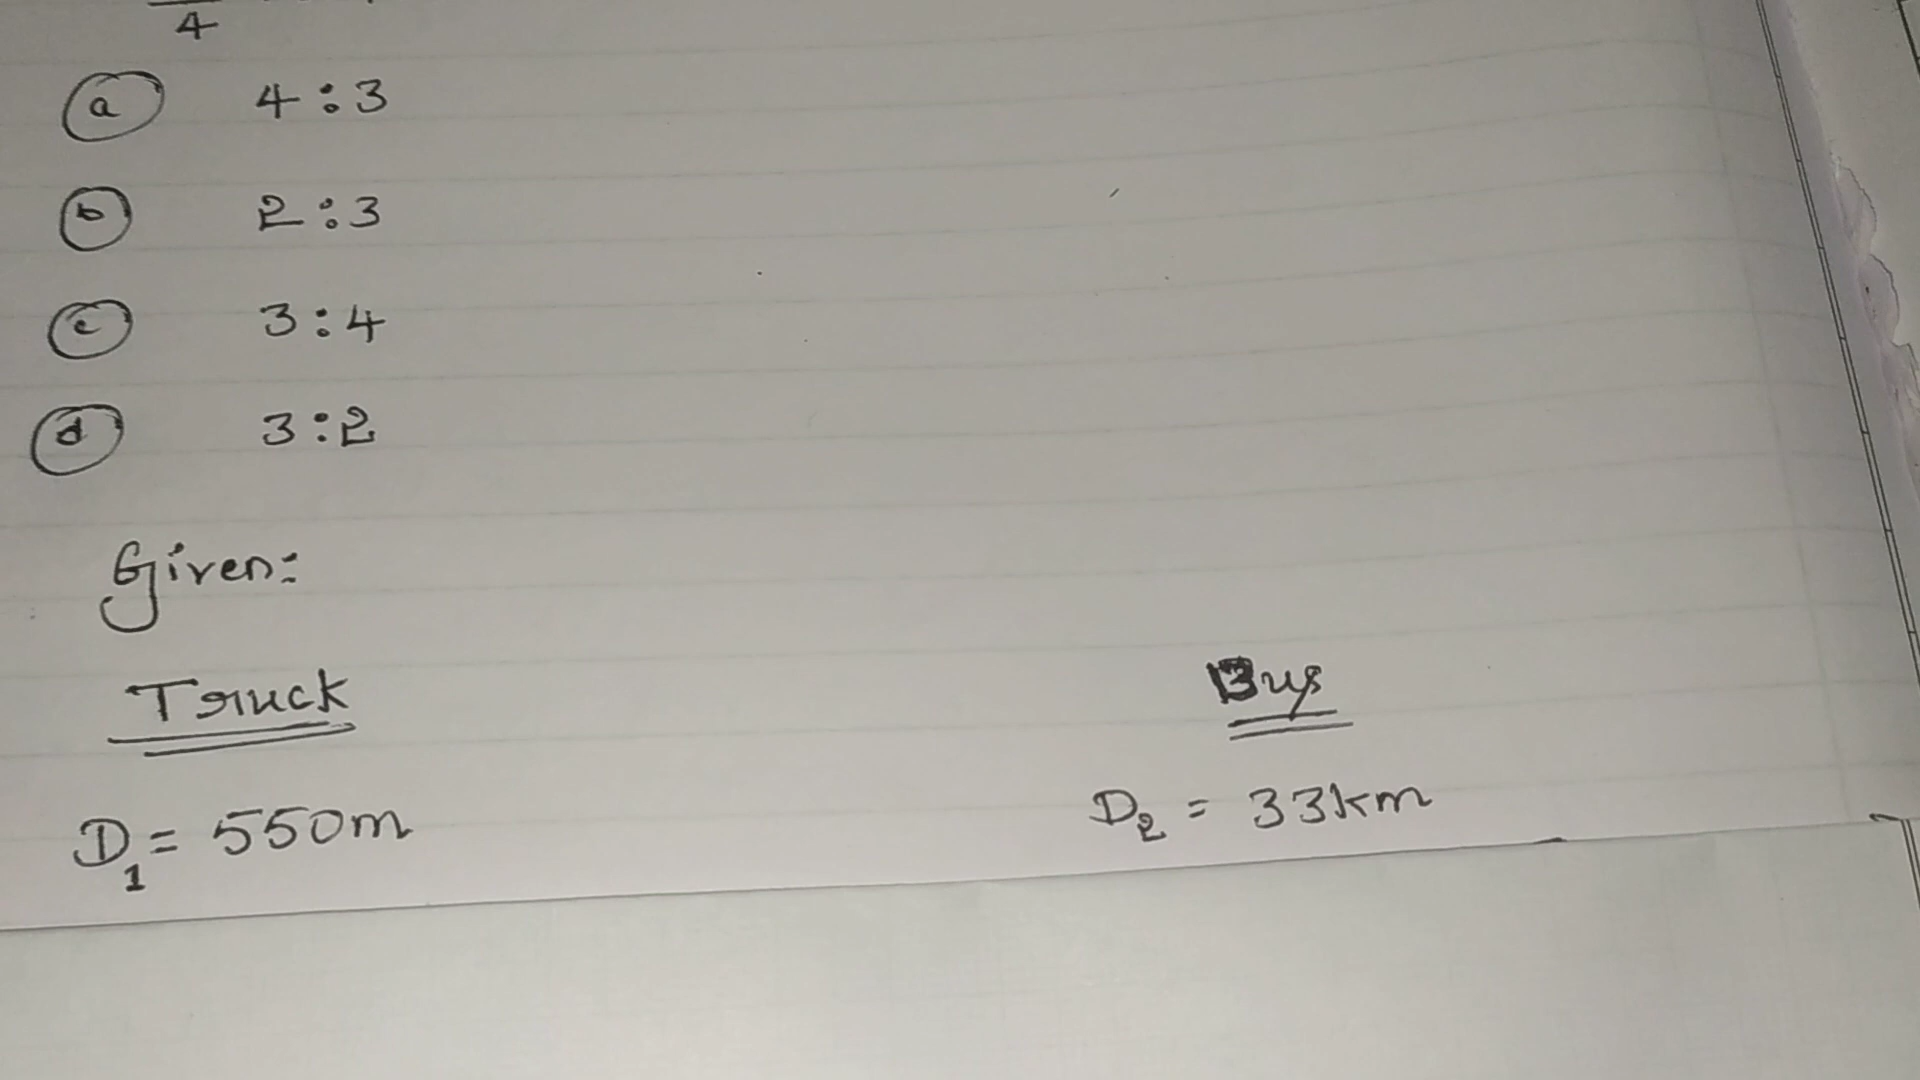 4
a 4:3
b 2:3
c 3:4
d 3:2
Given:
Truck Bus
D1 = 550m D2 = 33km